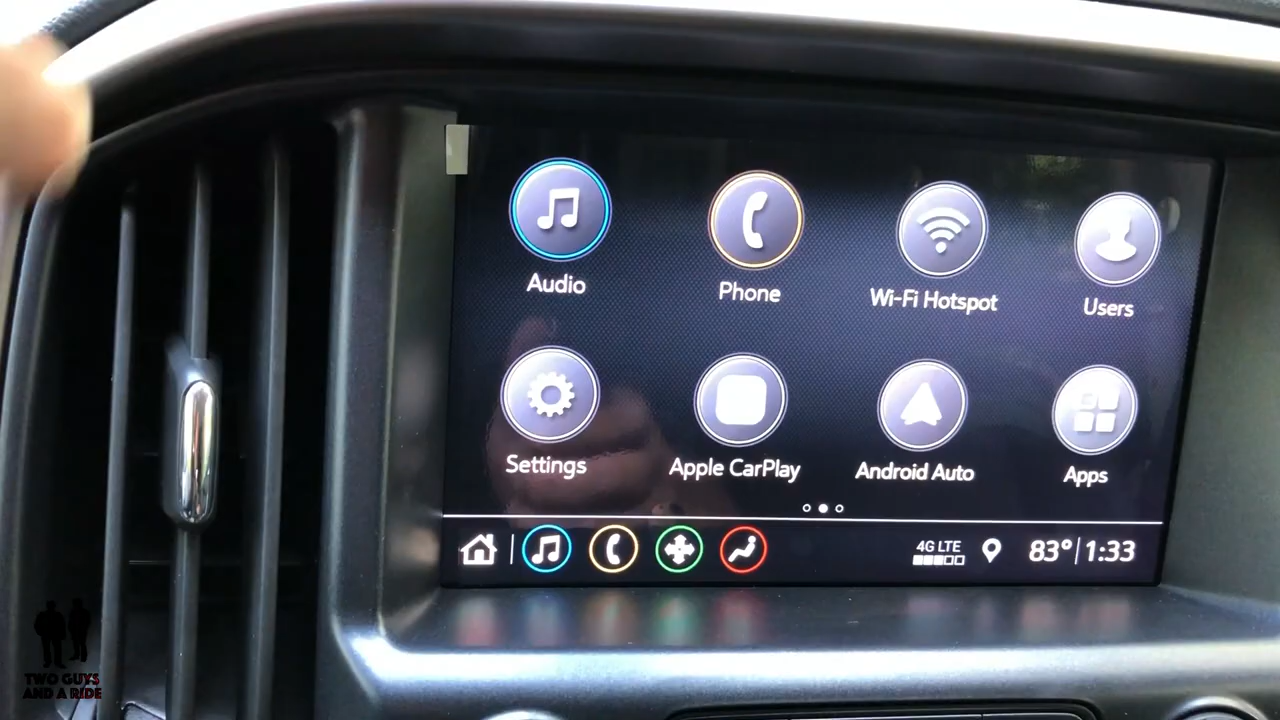 Audio
Phone
Wi-Fi Hotspot
Users
Settings
Apple CarPlay
Android Auto
Apps
4G LTE
83° 1:33
TWO GUYS
AND A RIDE